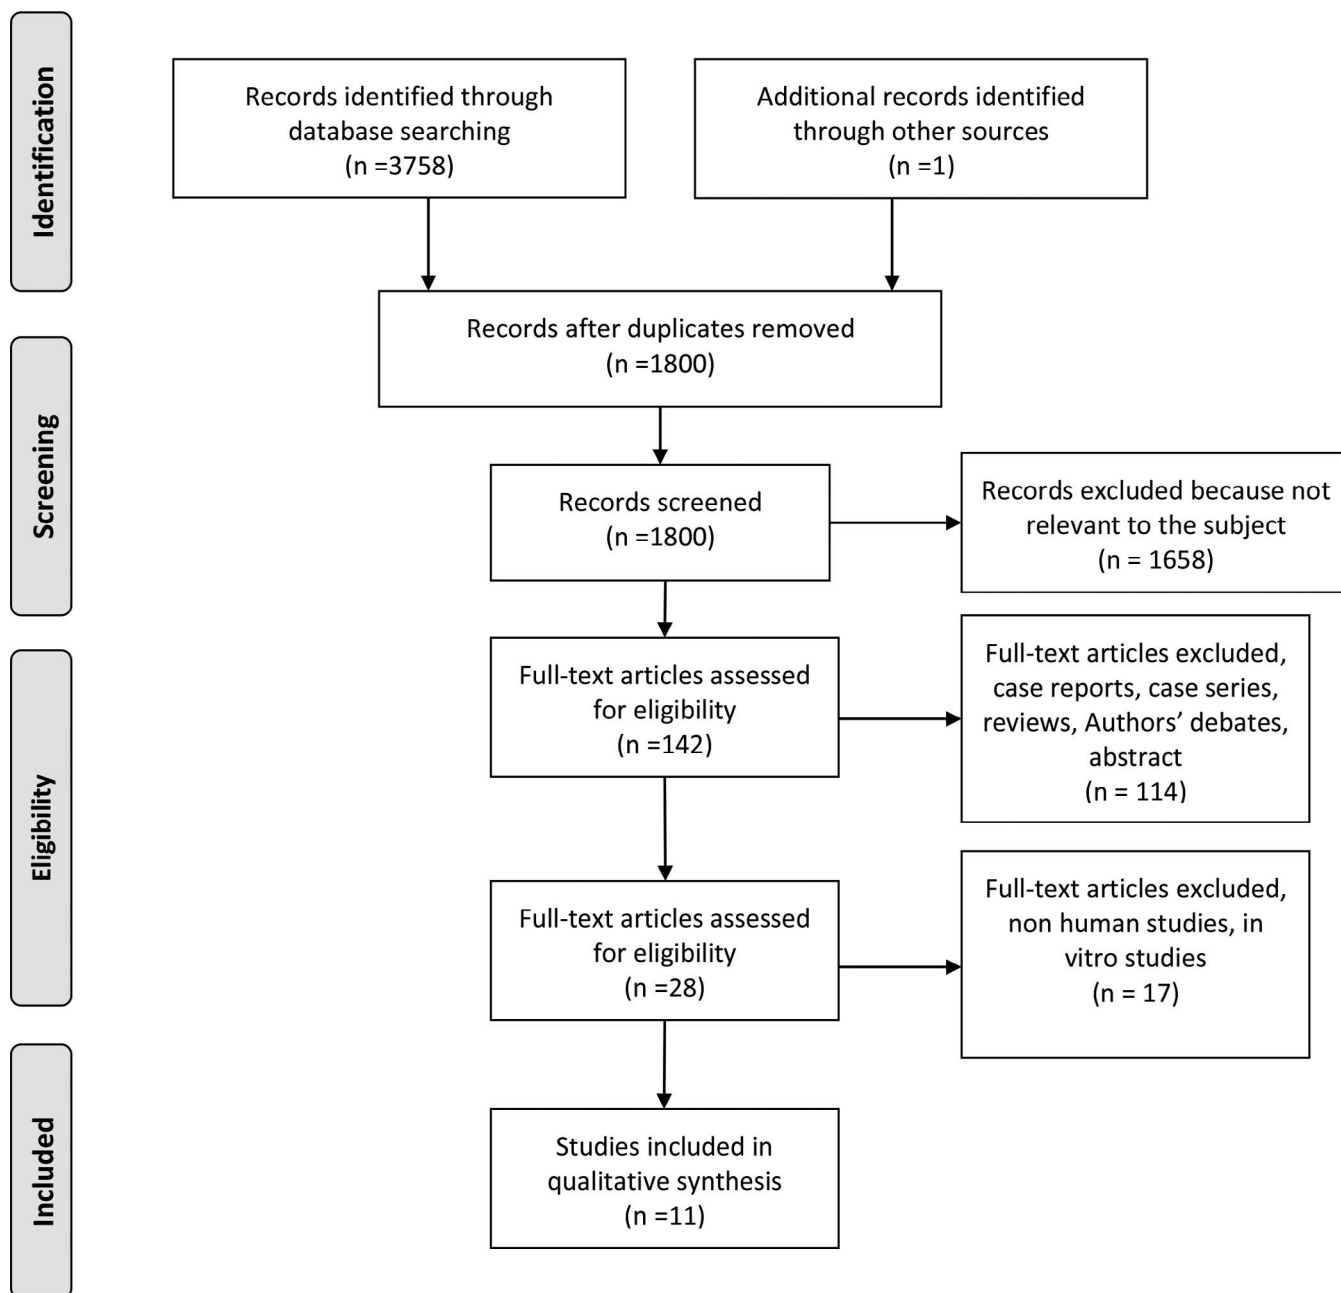 Identification
Records identified through
database searching
(n =3758)
Additional records identified
through other sources
(n =1)
Records after duplicates removed
(n =1800)
Screening
Records screened
(n =1800)
Records excluded because not
relevant to the subject
(n = 1658)
Eligibility
Full-text articles assessed
for eligibility
(n =142)
Full-text articles excluded,
case reports, case series,
reviews, Authors’ debates,
abstract
(n = 114)
Full-text articles assessed
for eligibility
(n =28)
Full-text articles excluded,
non human studies, in
vitro studies
(n = 17)
Included
Studies included in
qualitative synthesis
(n =11)